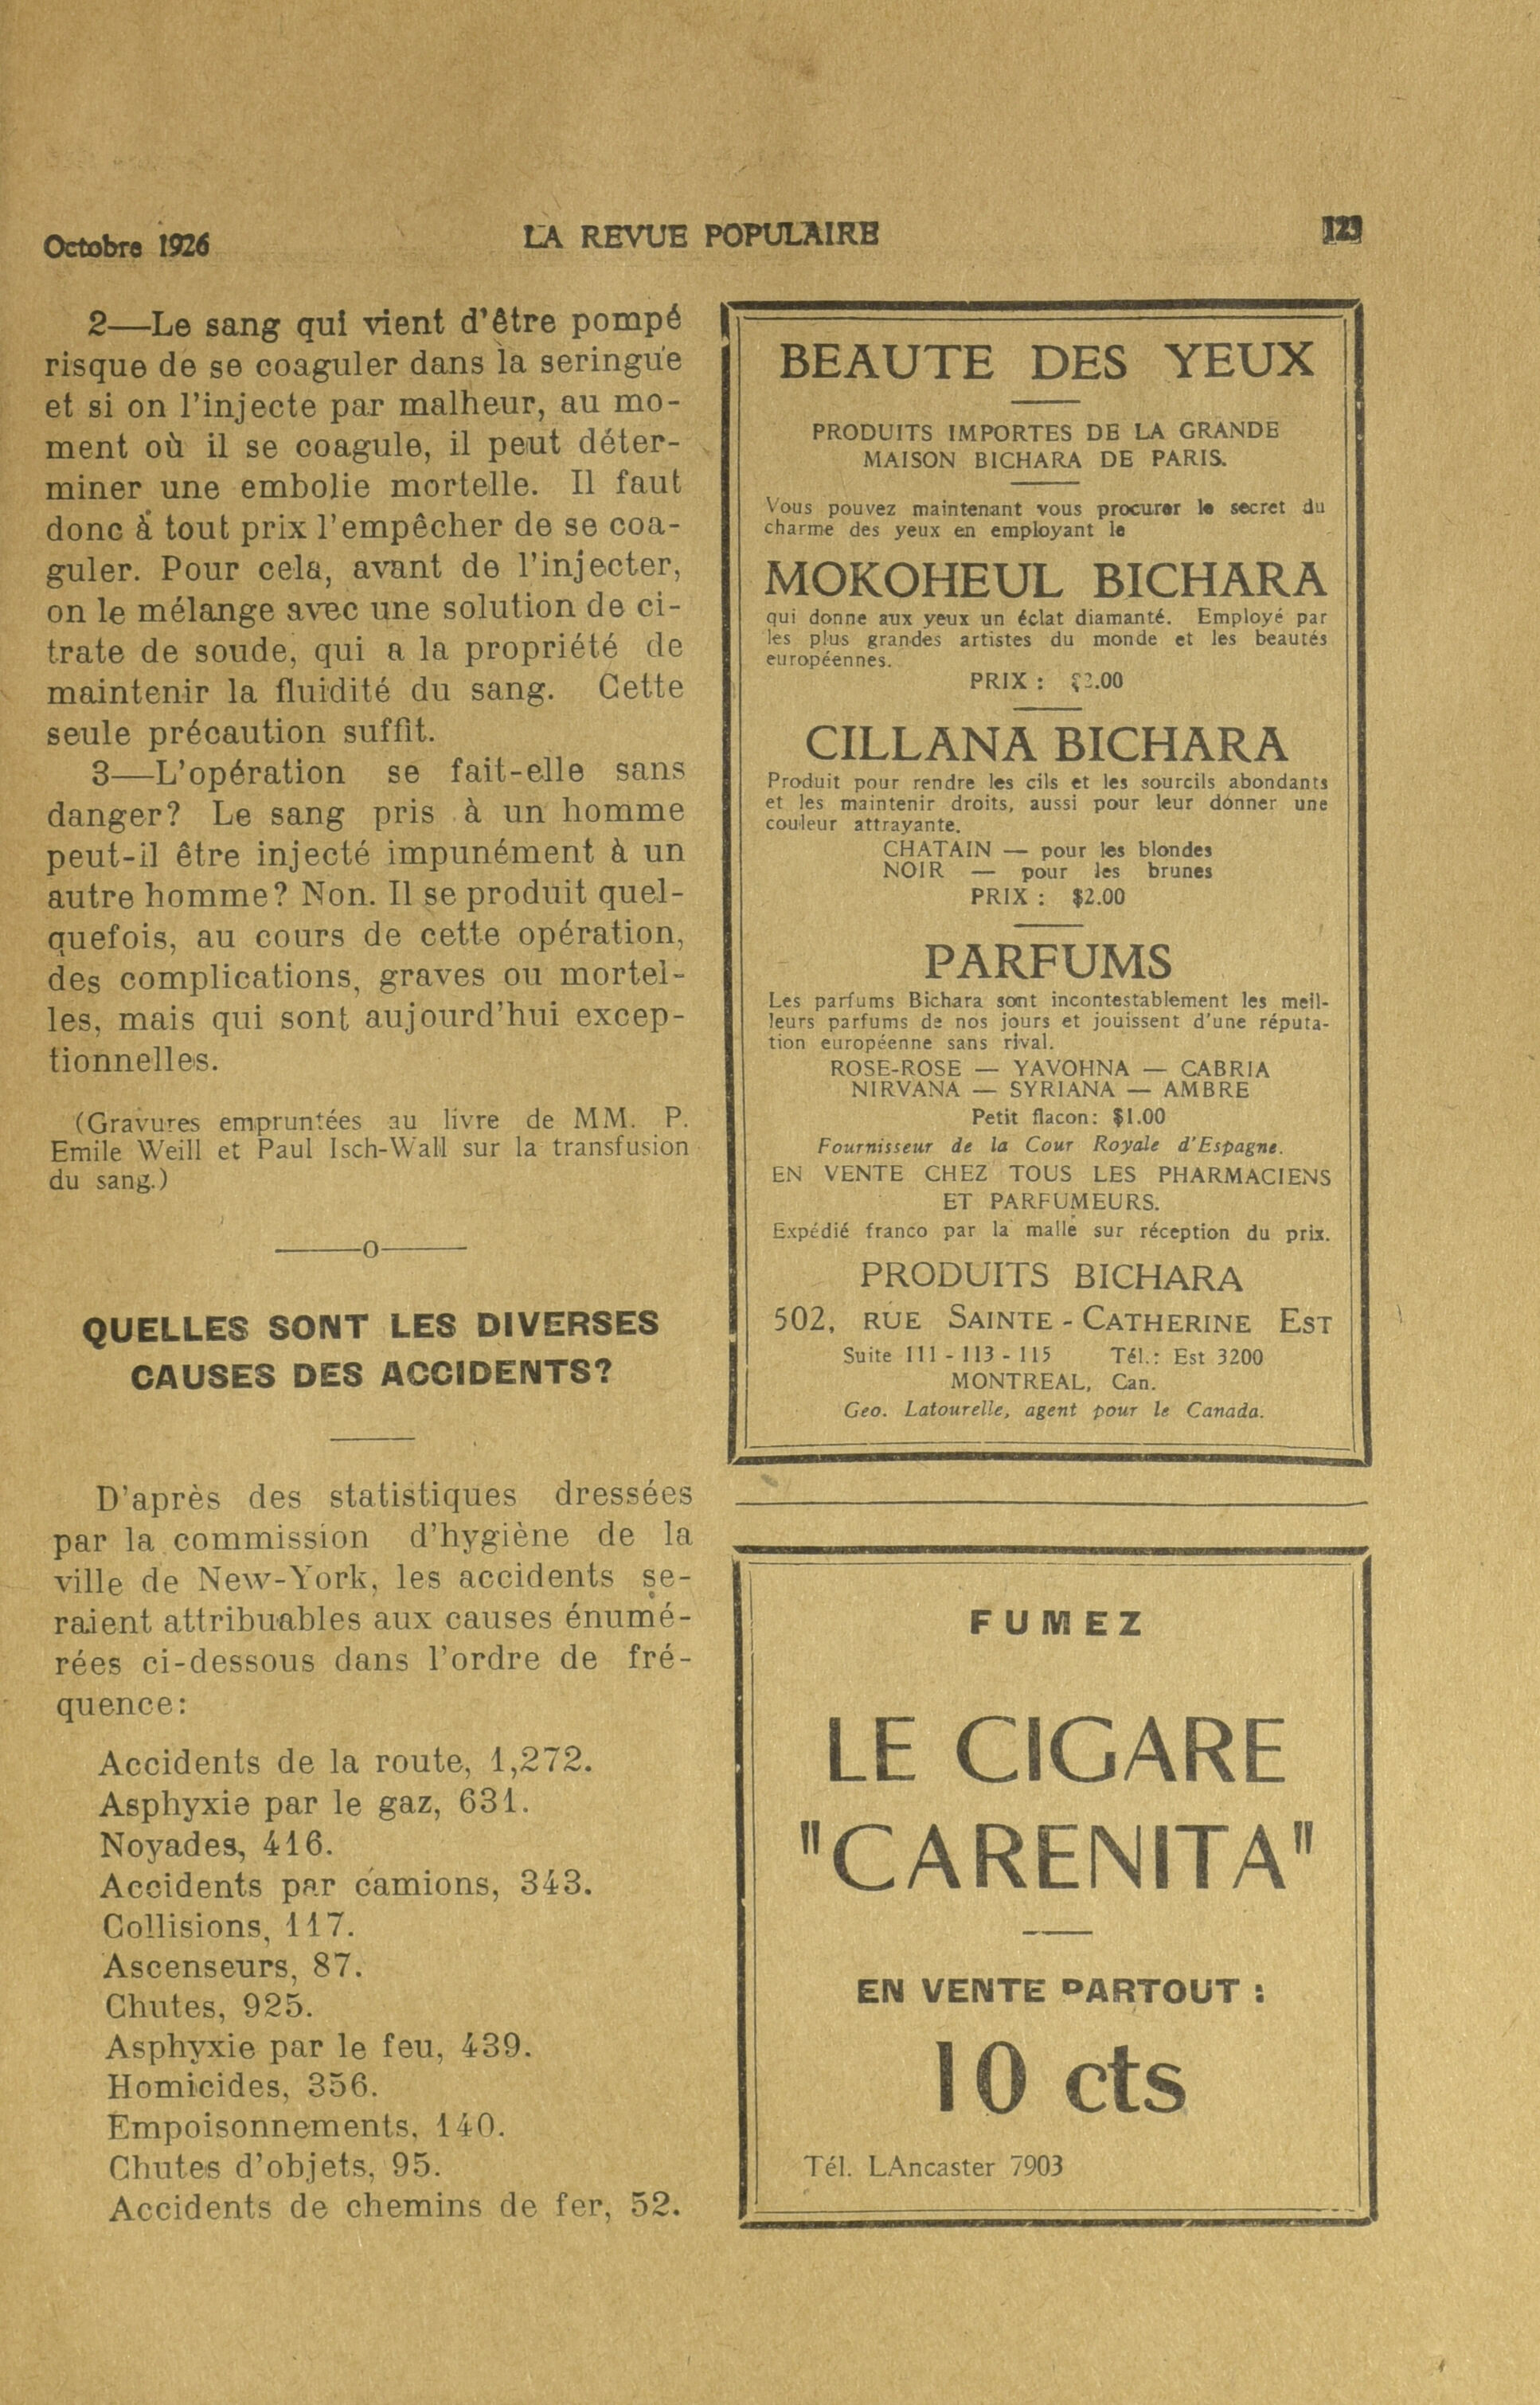 Octobre 1926
LA REVUE POPULAIRE
123
2—Le sang qui vient d'être pompé
risque de se coaguler dans la seringue
et si on l'injecte par malheur, au mo-
ment où il se coagule, il peut déter-
miner une embolie mortelle. Il faut
donc à tout prix l'empêcher de se coa-
guler. Pour cela, avant de l'injecter,
on le mélange avec une solution de ci-
trate de soude, qui a la propriété de
maintenir la fluidité du sang. Cette
seule précaution suffit.
3—L'opération se fait-elle sans
danger? Le sang pris à un homme
peut-il être injecté impunément à un
autre homme? Non. Il se produit quel-
quefois, au cours de cette opération,
des complications, graves ou mortel-
les, mais qui sont aujourd'hui excep-
tionnelles.
(Gravures empruntées au livre de MM. P.
Emile Weill et Paul Isch-Wall sur la transfusion
du sang.)
—o—
QUELLES SONT LES DIVERSES
CAUSES DES ACCIDENTS?
D'après des statistiques dressées
par la commission d'hygiène de la
ville de New-York, les accidents se-
raient attribuables aux causes énumé-
rées ci-dessous dans l'ordre de fré-
quence:
Accidents de la route, 1,272.
Asphyxie par le gaz, 631.
Noyades, 416.
Accidents par camions, 343.
Collisions, 117.
Ascenseurs, 87.
Chutes, 925.
Asphyxie par le feu, 439.
Homicides, 356.
Empoisonnements, 140.
Chutes d'objets, 95.
Accidents de chemins de fer, 52.
BEAUTE DES YEUX
PRODUITS IMPORTES DE LA GRANDE
MAISON BICHARA DE PARIS.
Vous pouvez maintenant vous procurer le secret du
charme des yeux en employant le
MOKOHEUL BICHARA
qui donne aux yeux un éclat diamanté. Employé par
les plus grandes artistes du monde et les beautés
européennes.
PRIX : $2.00
CILLANA BICHARA
Produit pour rendre les cils et les sourcils abondants
et les maintenir droits, aussi pour leur donner une
couleur attrayante.
CHATAIN — pour les blondes
NOIR — pour les brunes
PRIX : $2.00
PARFUMS
Les parfums Bichara sont incontestablement les meil-
leurs parfums de nos jours et jouissent d'une réputa-
tion européenne sans rival.
ROSE-ROSE — YAVOHNA — CABRIA
NIRVANA — SYRIANA — AMBRE
Petit flacon: $1.00
Fournisseur de la Cour Royale d'Espagne.
EN VENTE CHEZ TOUS LES PHARMACIENS
ET PARFUMEURS.
Expédié franco par la malle sur réception du prix.
PRODUITS BICHARA
502, RUE SAINTE-CATHERINE EST
Suite 111 - 113 - 115 Tél.: Est 3200
MONTREAL, Can.
Geo. Latourelle, agent pour le Canada.
FUMEZ
LE CIGARE
"CARENITA"
EN VENTE PARTOUT :
10 cts
Tél. LAncaster 7903